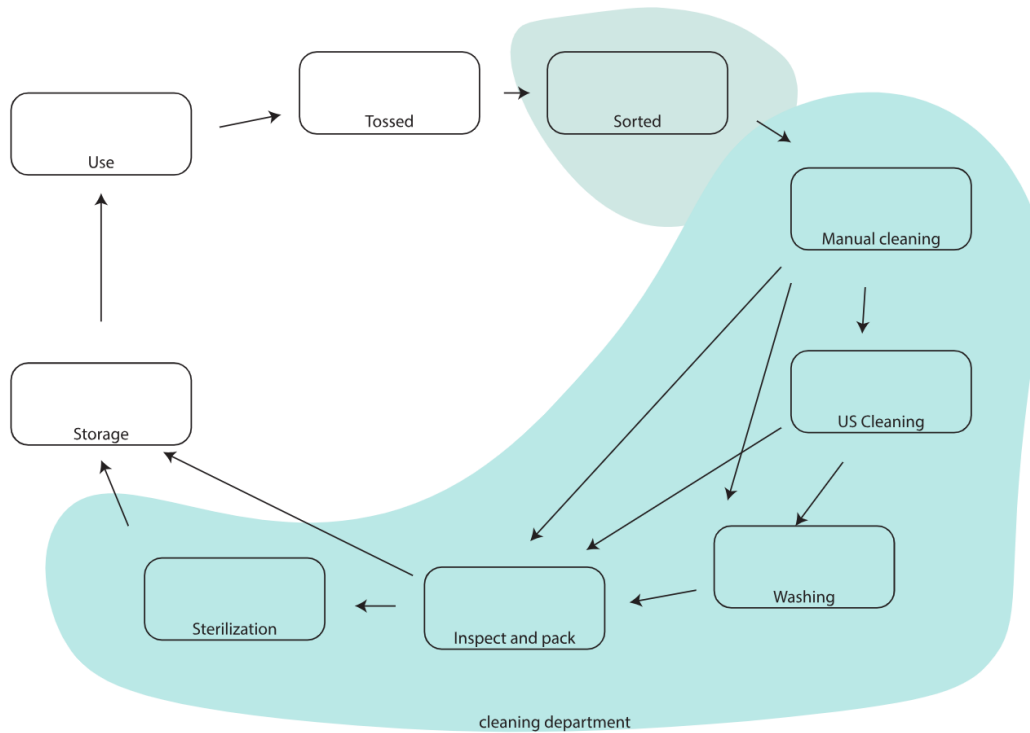 Tossed
Sorted
Use
Manual cleaning
US Cleaning
Storage
Washing
Sterilization
Inspect and pack
cleaning department